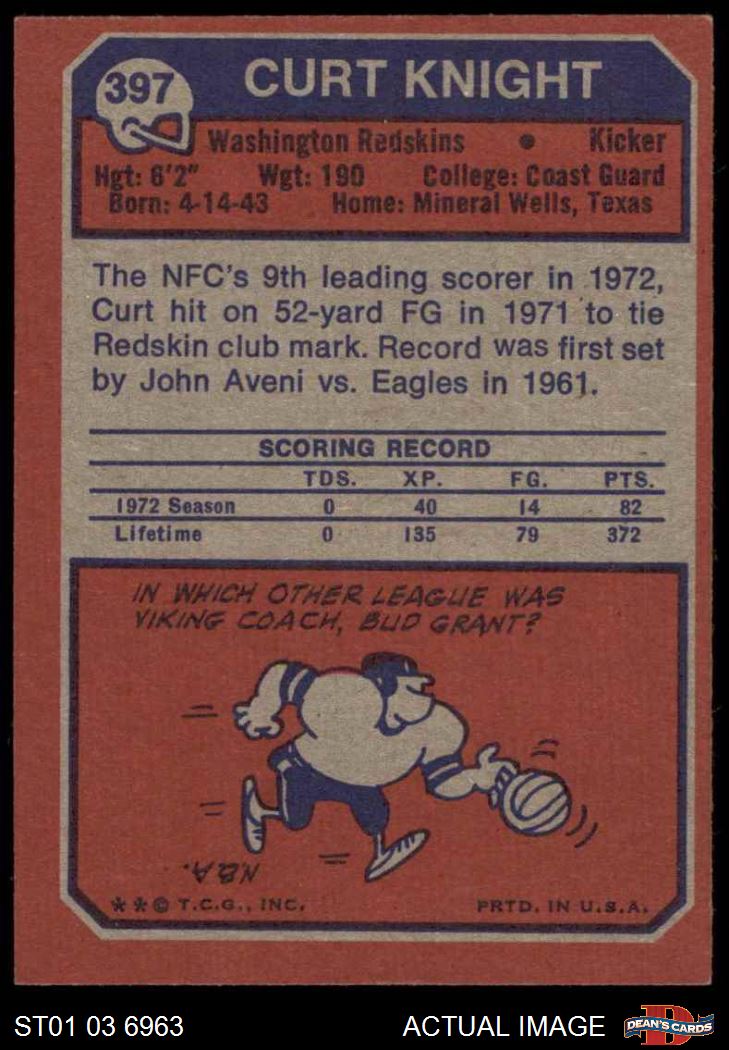 397
CURT KNIGHT
Washington Redskins • Kicker
Hgt: 6'2" Wgt: 190 College: Coast Guard
Born: 4-14-43 Home: Mineral Wells, Texas
The NFC's 9th leading scorer in 1972,
Curt hit on 52-yard FG in 1971 to tie
Redskin club mark. Record was first set
by John Aveni vs. Eagles in 1961.
SCORING RECORD
TDS. XP. FG. PTS.
1972 Season 0 40 14 82
Lifetime 0 135 79 372
IN WHICH OTHER LEAGUE WAS
VIKING COACH, BUD GRANT?
N.B.A.
**© T.C.G., INC. PRTD. IN U.S.A.
ST01 03 6963 ACTUAL IMAGE
D
DEAN'S CARDS